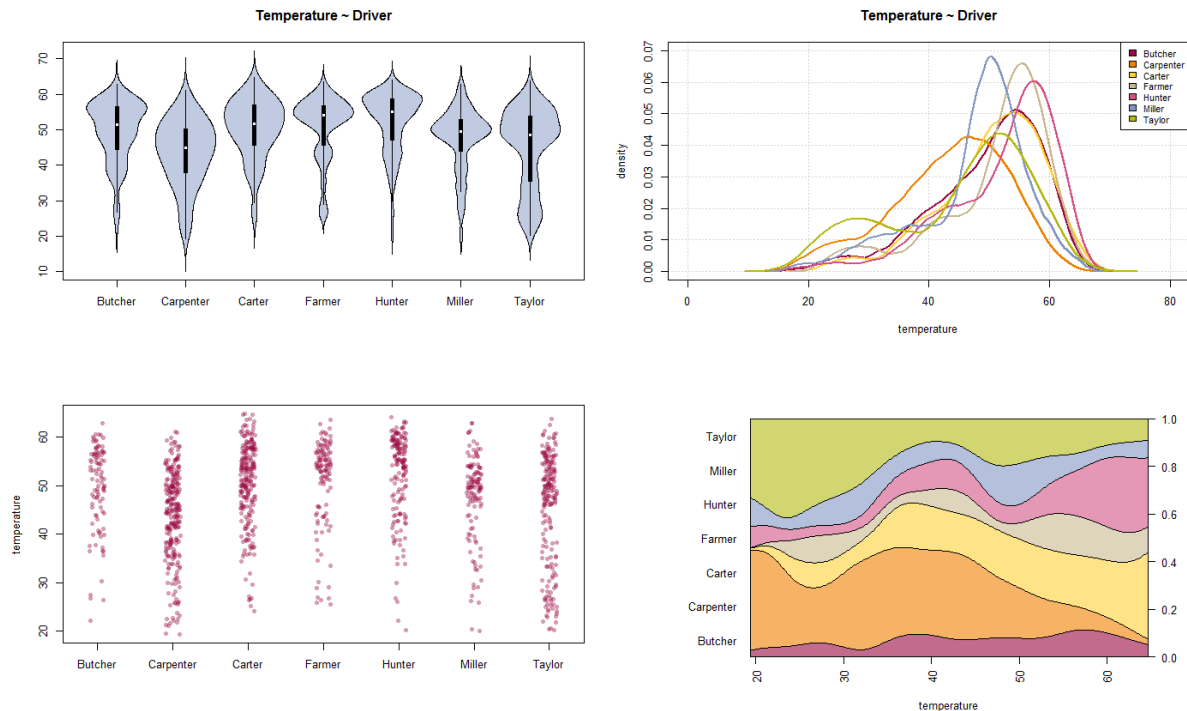 Temperature ~ Driver
70
60
50
40
30
20
10
Butcher Carpenter Carter Farmer Hunter Miller Taylor
Temperature ~ Driver
density
0.07
0.06
0.05
0.04
0.03
0.02
0.01
0.00
Butcher
Carpenter
Carter
Farmer
Hunter
Miller
Taylor
0 20 40 60 80
temperature
temperature
60
50
40
30
20
Butcher Carpenter Carter Farmer Hunter Miller Taylor
Taylor
Miller
Hunter
Farmer
Carter
Carpenter
Butcher
1.0
0.8
0.6
0.4
0.2
0.0
20 30 40 50 60
temperature